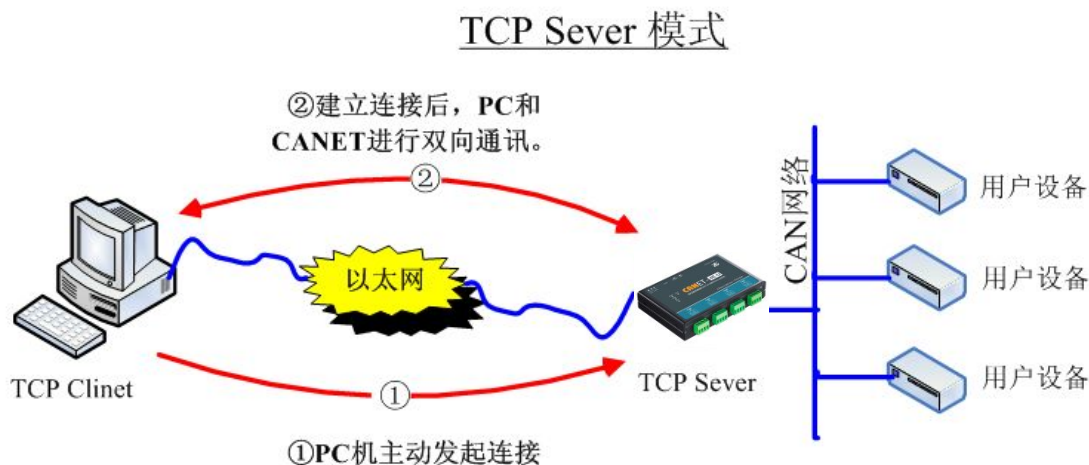 TCP Sever 模式
②建立连接后，PC和
CANET进行双向通讯。
②
以太网
CAN网络
用户设备
用户设备
用户设备
CANET
TCP Clinet
TCP Sever
①
①PC机主动发起连接